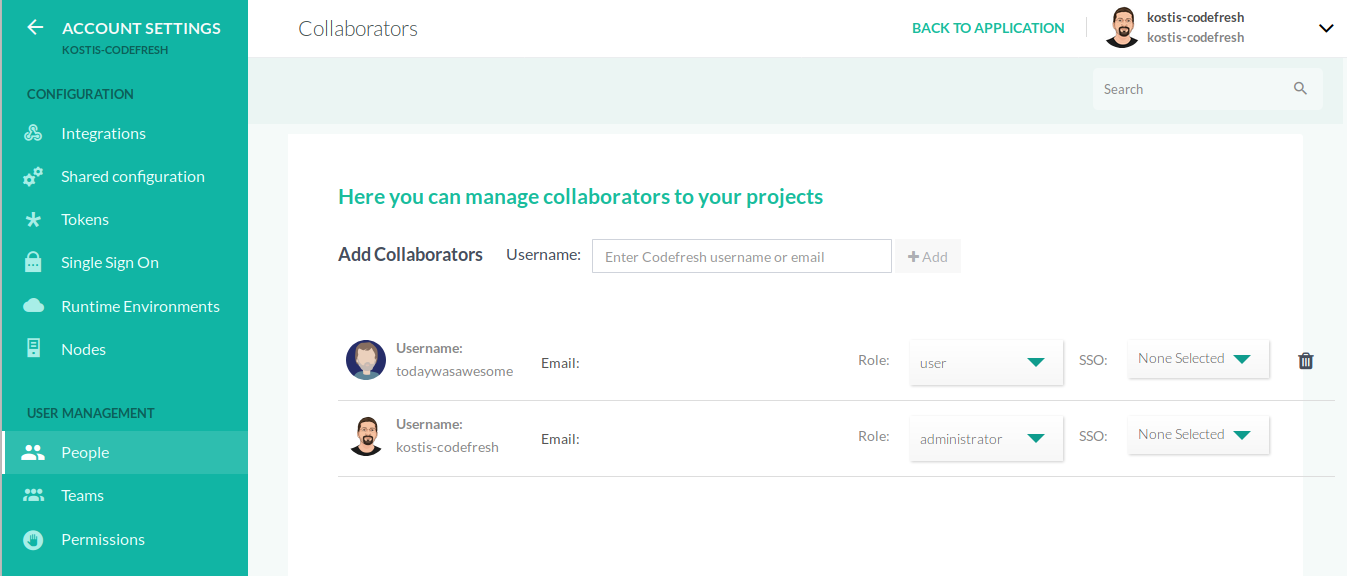 ACCOUNT SETTINGS
KOSTIS-CODEFRESH
CONFIGURATION
Integrations
Shared configuration
Tokens
Single Sign On
Runtime Environments
Nodes
USER MANAGEMENT
People
Teams
Permissions
Collaborators
BACK TO APPLICATION
kostis-codefresh
kostis-codefresh
Search
Here you can manage collaborators to your projects
Add Collaborators Username: Enter Codefresh username or email Add
Username:
todaywasawesome
Email:
Role: user SSO: None Selected
Username:
kostis-codefresh
Email:
Role: administrator SSO: None Selected